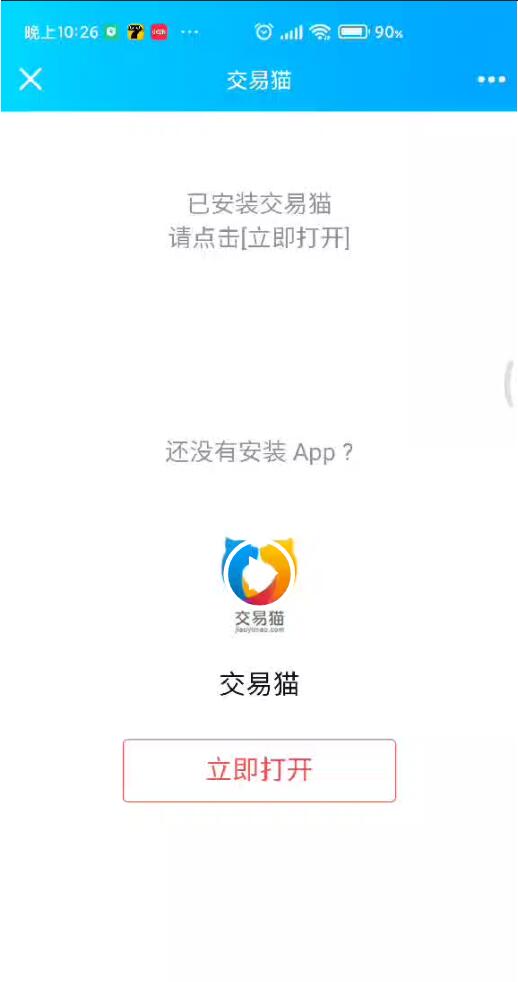 晚上10:26
90%
交易猫
已安装交易猫
请点击[立即打开]
还没有安装 App ?
交易猫
jiaoyimao.com
交易猫
立即打开